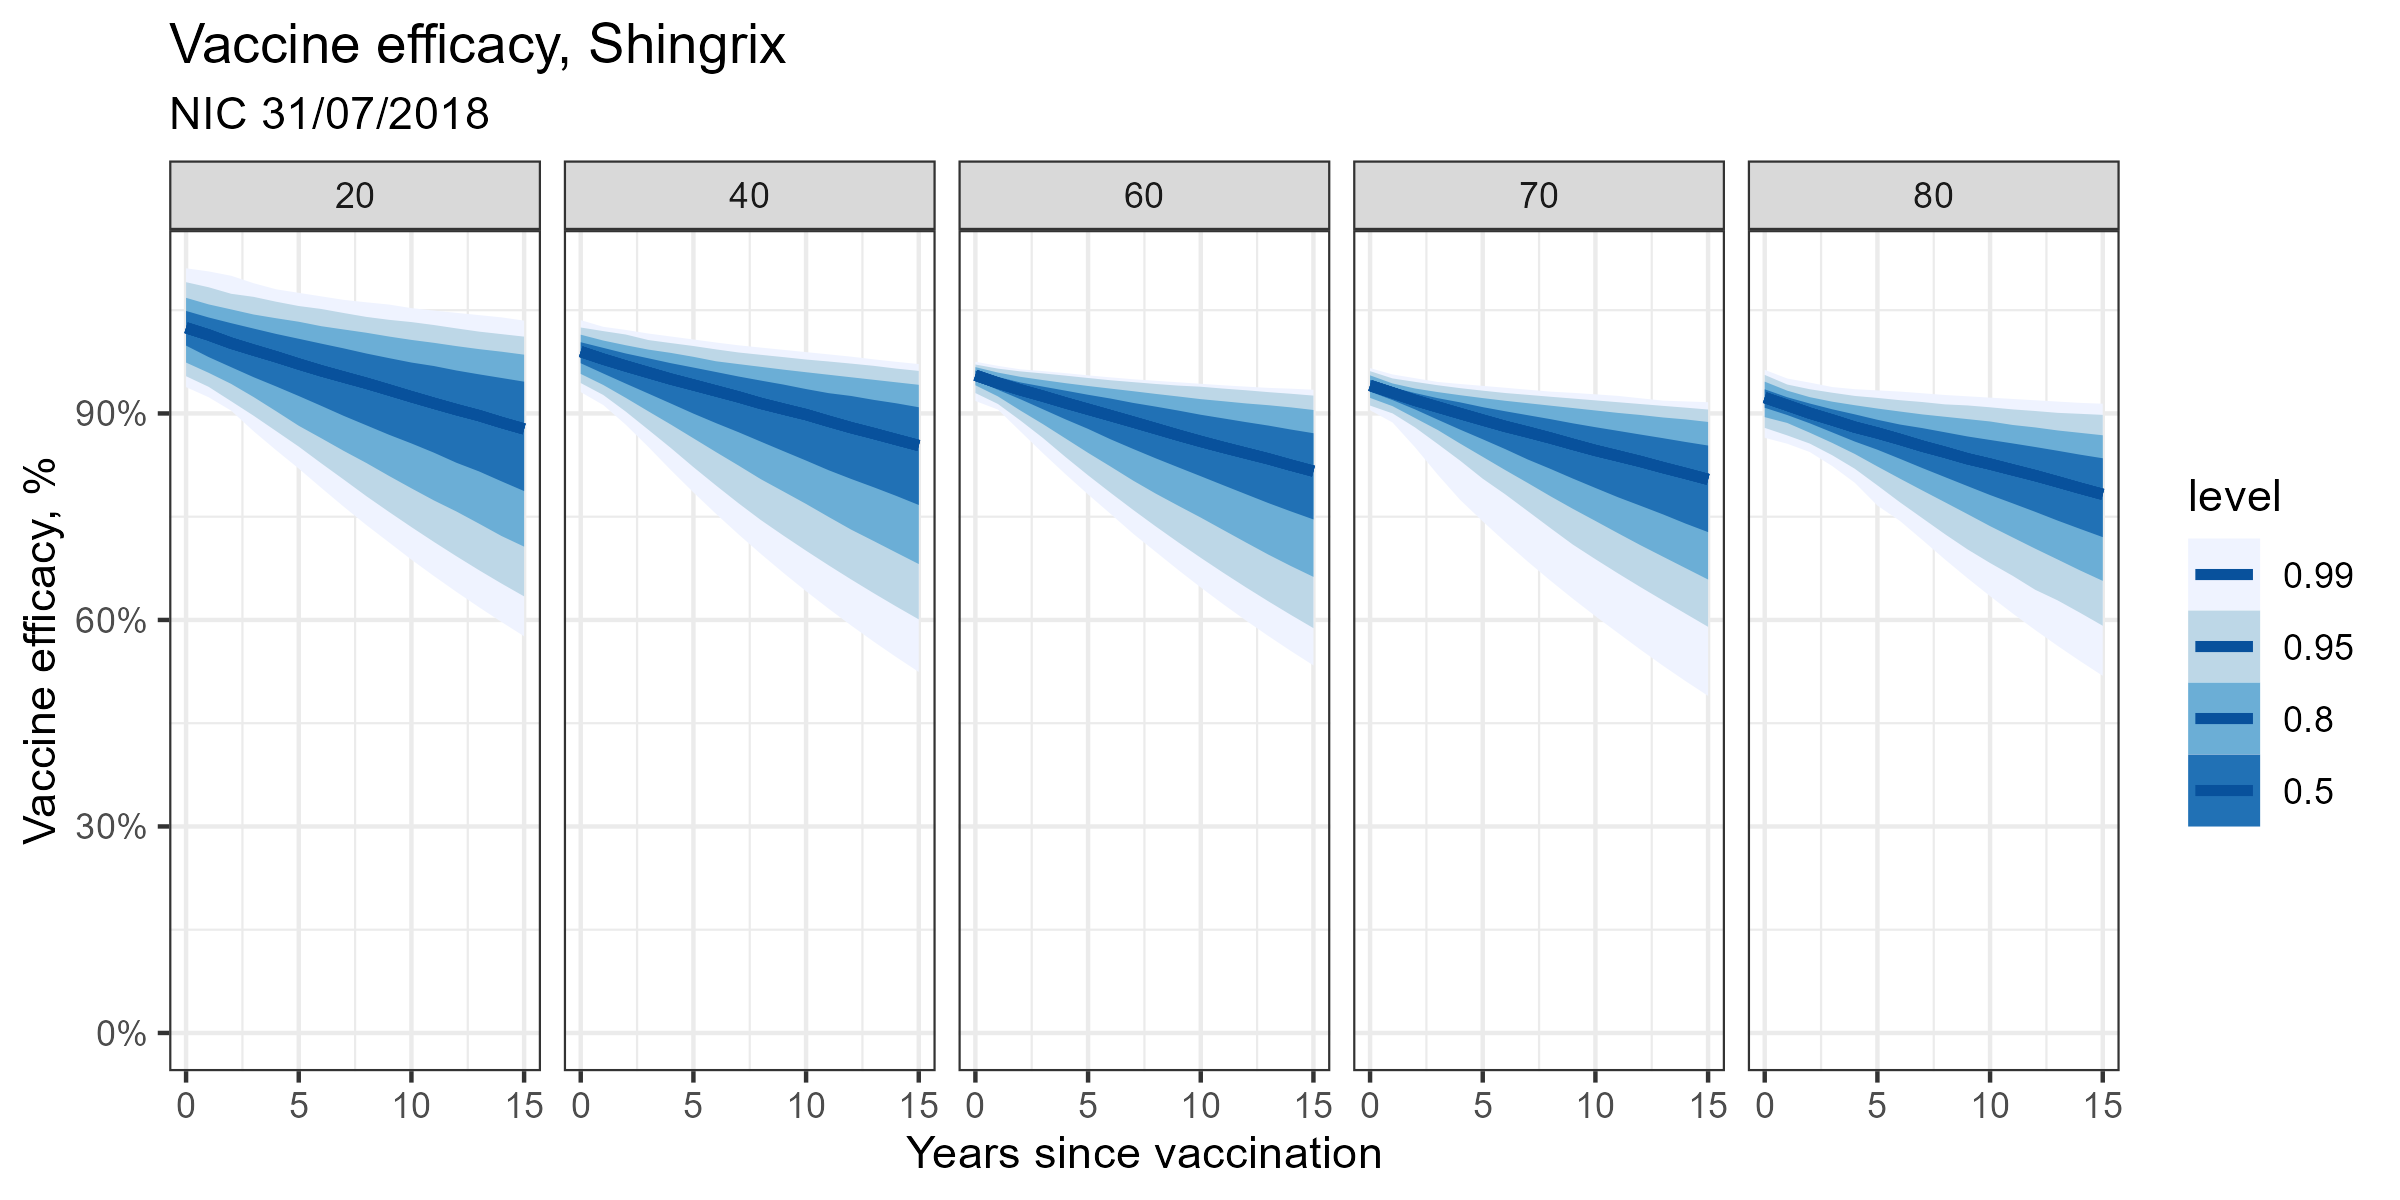 Vaccine efficacy, Shingrix
NIC 31/07/2018
20 40 60 70 80
Vaccine efficacy, %
90%
60%
30%
0%
0 5 10 15 0 5 10 15 0 5 10 15 0 5 10 15 0 5 10 15
Years since vaccination
level
0.99
0.95
0.8
0.5